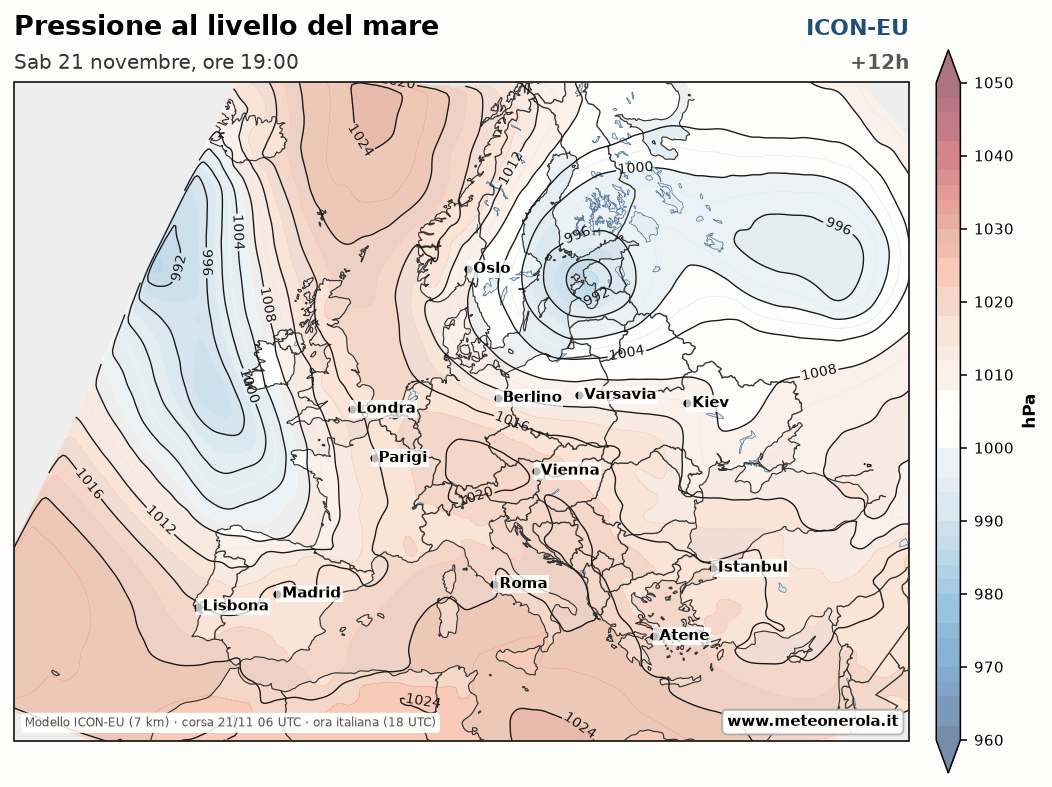 Pressione al livello del mare
ICON-EU
Sab 21 novembre, ore 19:00
+12h
1020
1024
1012
1000
996
996
1004
992
996
992
1008
Oslo
1004
1008
1000
Londra
Berlino
Varsavia
Kiev
1016
Parigi
Vienna
1016
1020
1012
Istanbul
Roma
Madrid
Lisbona
Atene
1024
1024
Modello ICON-EU (7 km) · corsa 21/11 06 UTC · ora italiana (18 UTC)
www.meteonerola.it
1050
1040
1030
1020
1010
1000
990
980
970
960
hPa